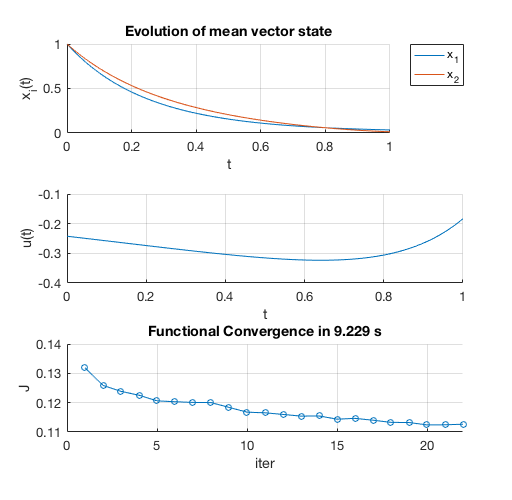 Evolution of mean vector state
x_i(t)
1
0.5
0
0 0.2 0.4 0.6 0.8 1
t
x_1
x_2
u(t)
-0.1
-0.2
-0.3
-0.4
0 0.2 0.4 0.6 0.8 1
t
Functional Convergence in 9.229 s
J
0.14
0.13
0.12
0.11
0 5 10 15 20
iter